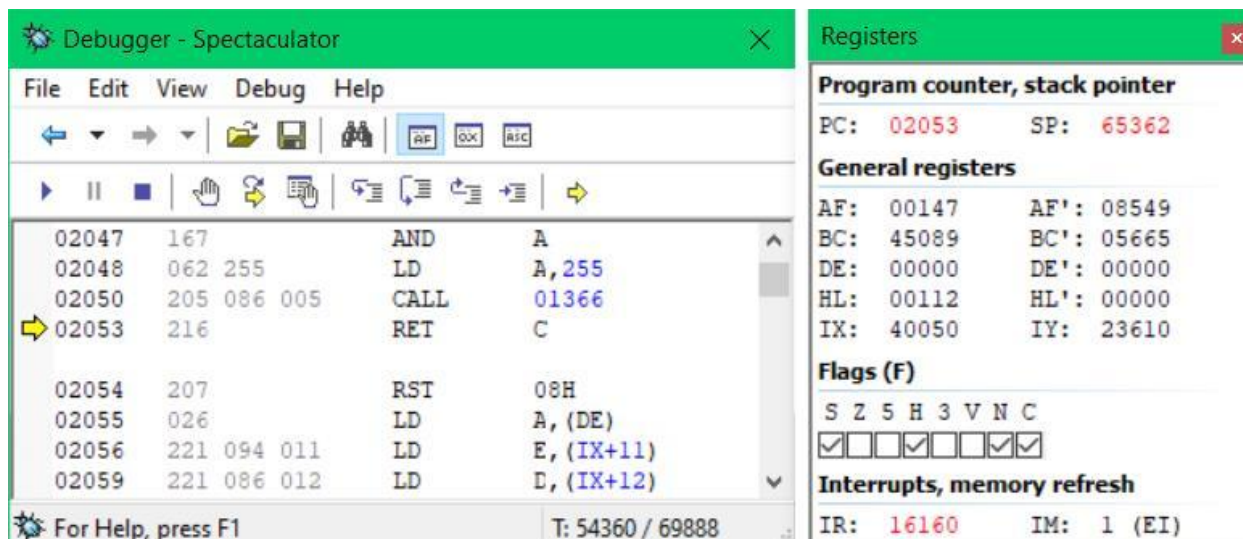 Debugger - Spectaculator
File Edit View Debug Help
AF 0X ASC
02047 167 AND A
02048 062 255 LD A,255
02050 205 086 005 CALL 01366
02053 216 RET C
02054 207 RST 08H
02055 026 LD A,(DE)
02056 221 094 011 LD E,(IX+11)
02059 221 086 012 LD D,(IX+12)
For Help, press F1 T: 54360 / 69888
Registers
Program counter, stack pointer
PC: 02053 SP: 65362
General registers
AF: 00147 AF': 08549
BC: 45089 BC': 05665
DE: 00000 DE': 00000
HL: 00112 HL': 00000
IX: 40050 IY: 23610
Flags (F)
S Z 5 H 3 V N C
Interrupts, memory refresh
IR: 16160 IM: 1 (EI)